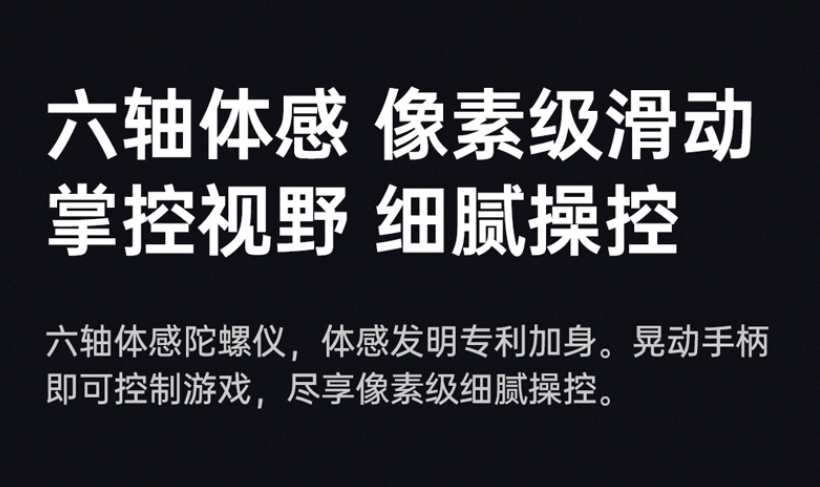 六轴体感 像素级滑动
掌控视野 细腻操控
六轴体感陀螺仪，体感发明专利加身。晃动手柄
即可控制游戏，尽享像素级细腻操控。